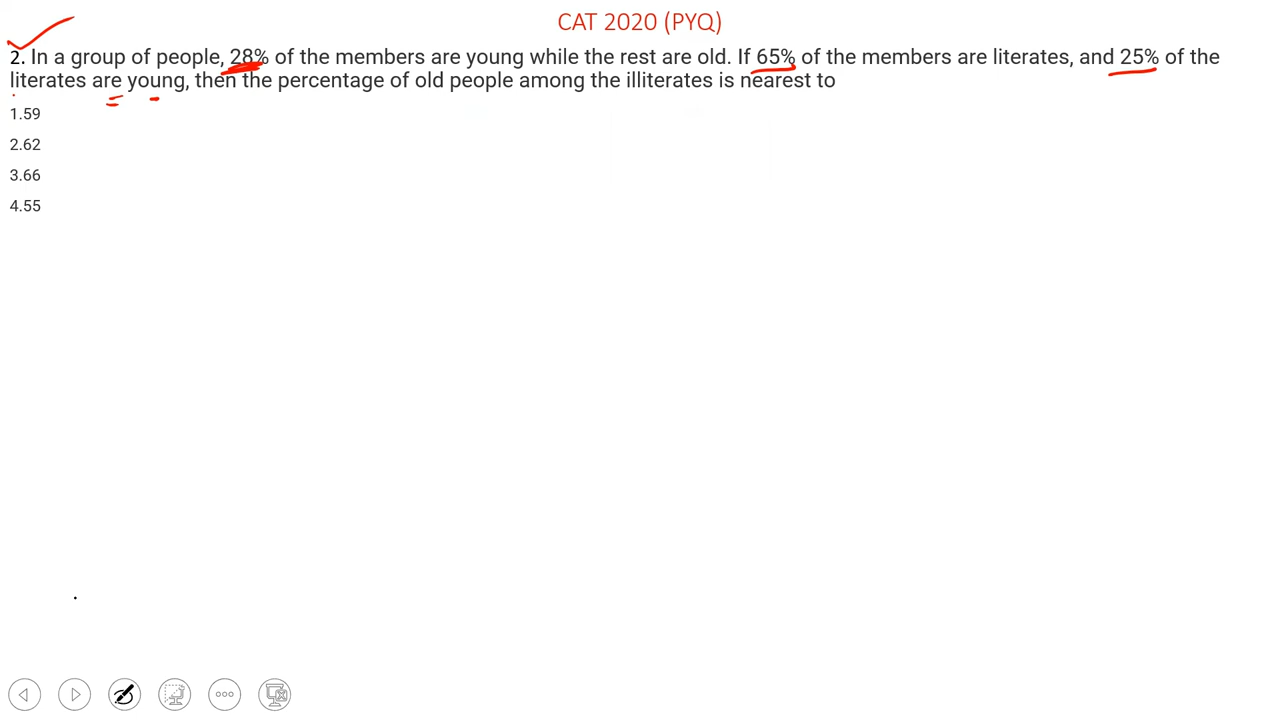 CAT 2020 (PYQ)
2. In a group of people, 28% of the members are young while the rest are old. If 65% of the members are literates, and 25% of the
literates are young, then the percentage of old people among the illiterates is nearest to
1.59
2.62
3.66
4.55